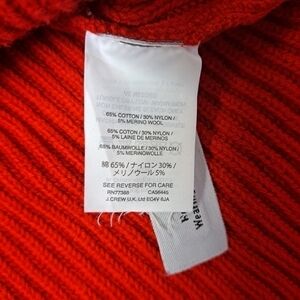 65% COTTON / 30% NYLON /
5% MERINO WOOL
65% COTON / 30% NYLON /
5% LAINE DE MERINOS
65% BAUMWOLLE / 30% NYLON /
5% MERINOWOLLE
綿 65% / ナイロン 30% /
メリノウール 5%
SEE REVERSE FOR CARE
RN77388 CA56445
J.CREW U.K. Ltd EC4V 6JA